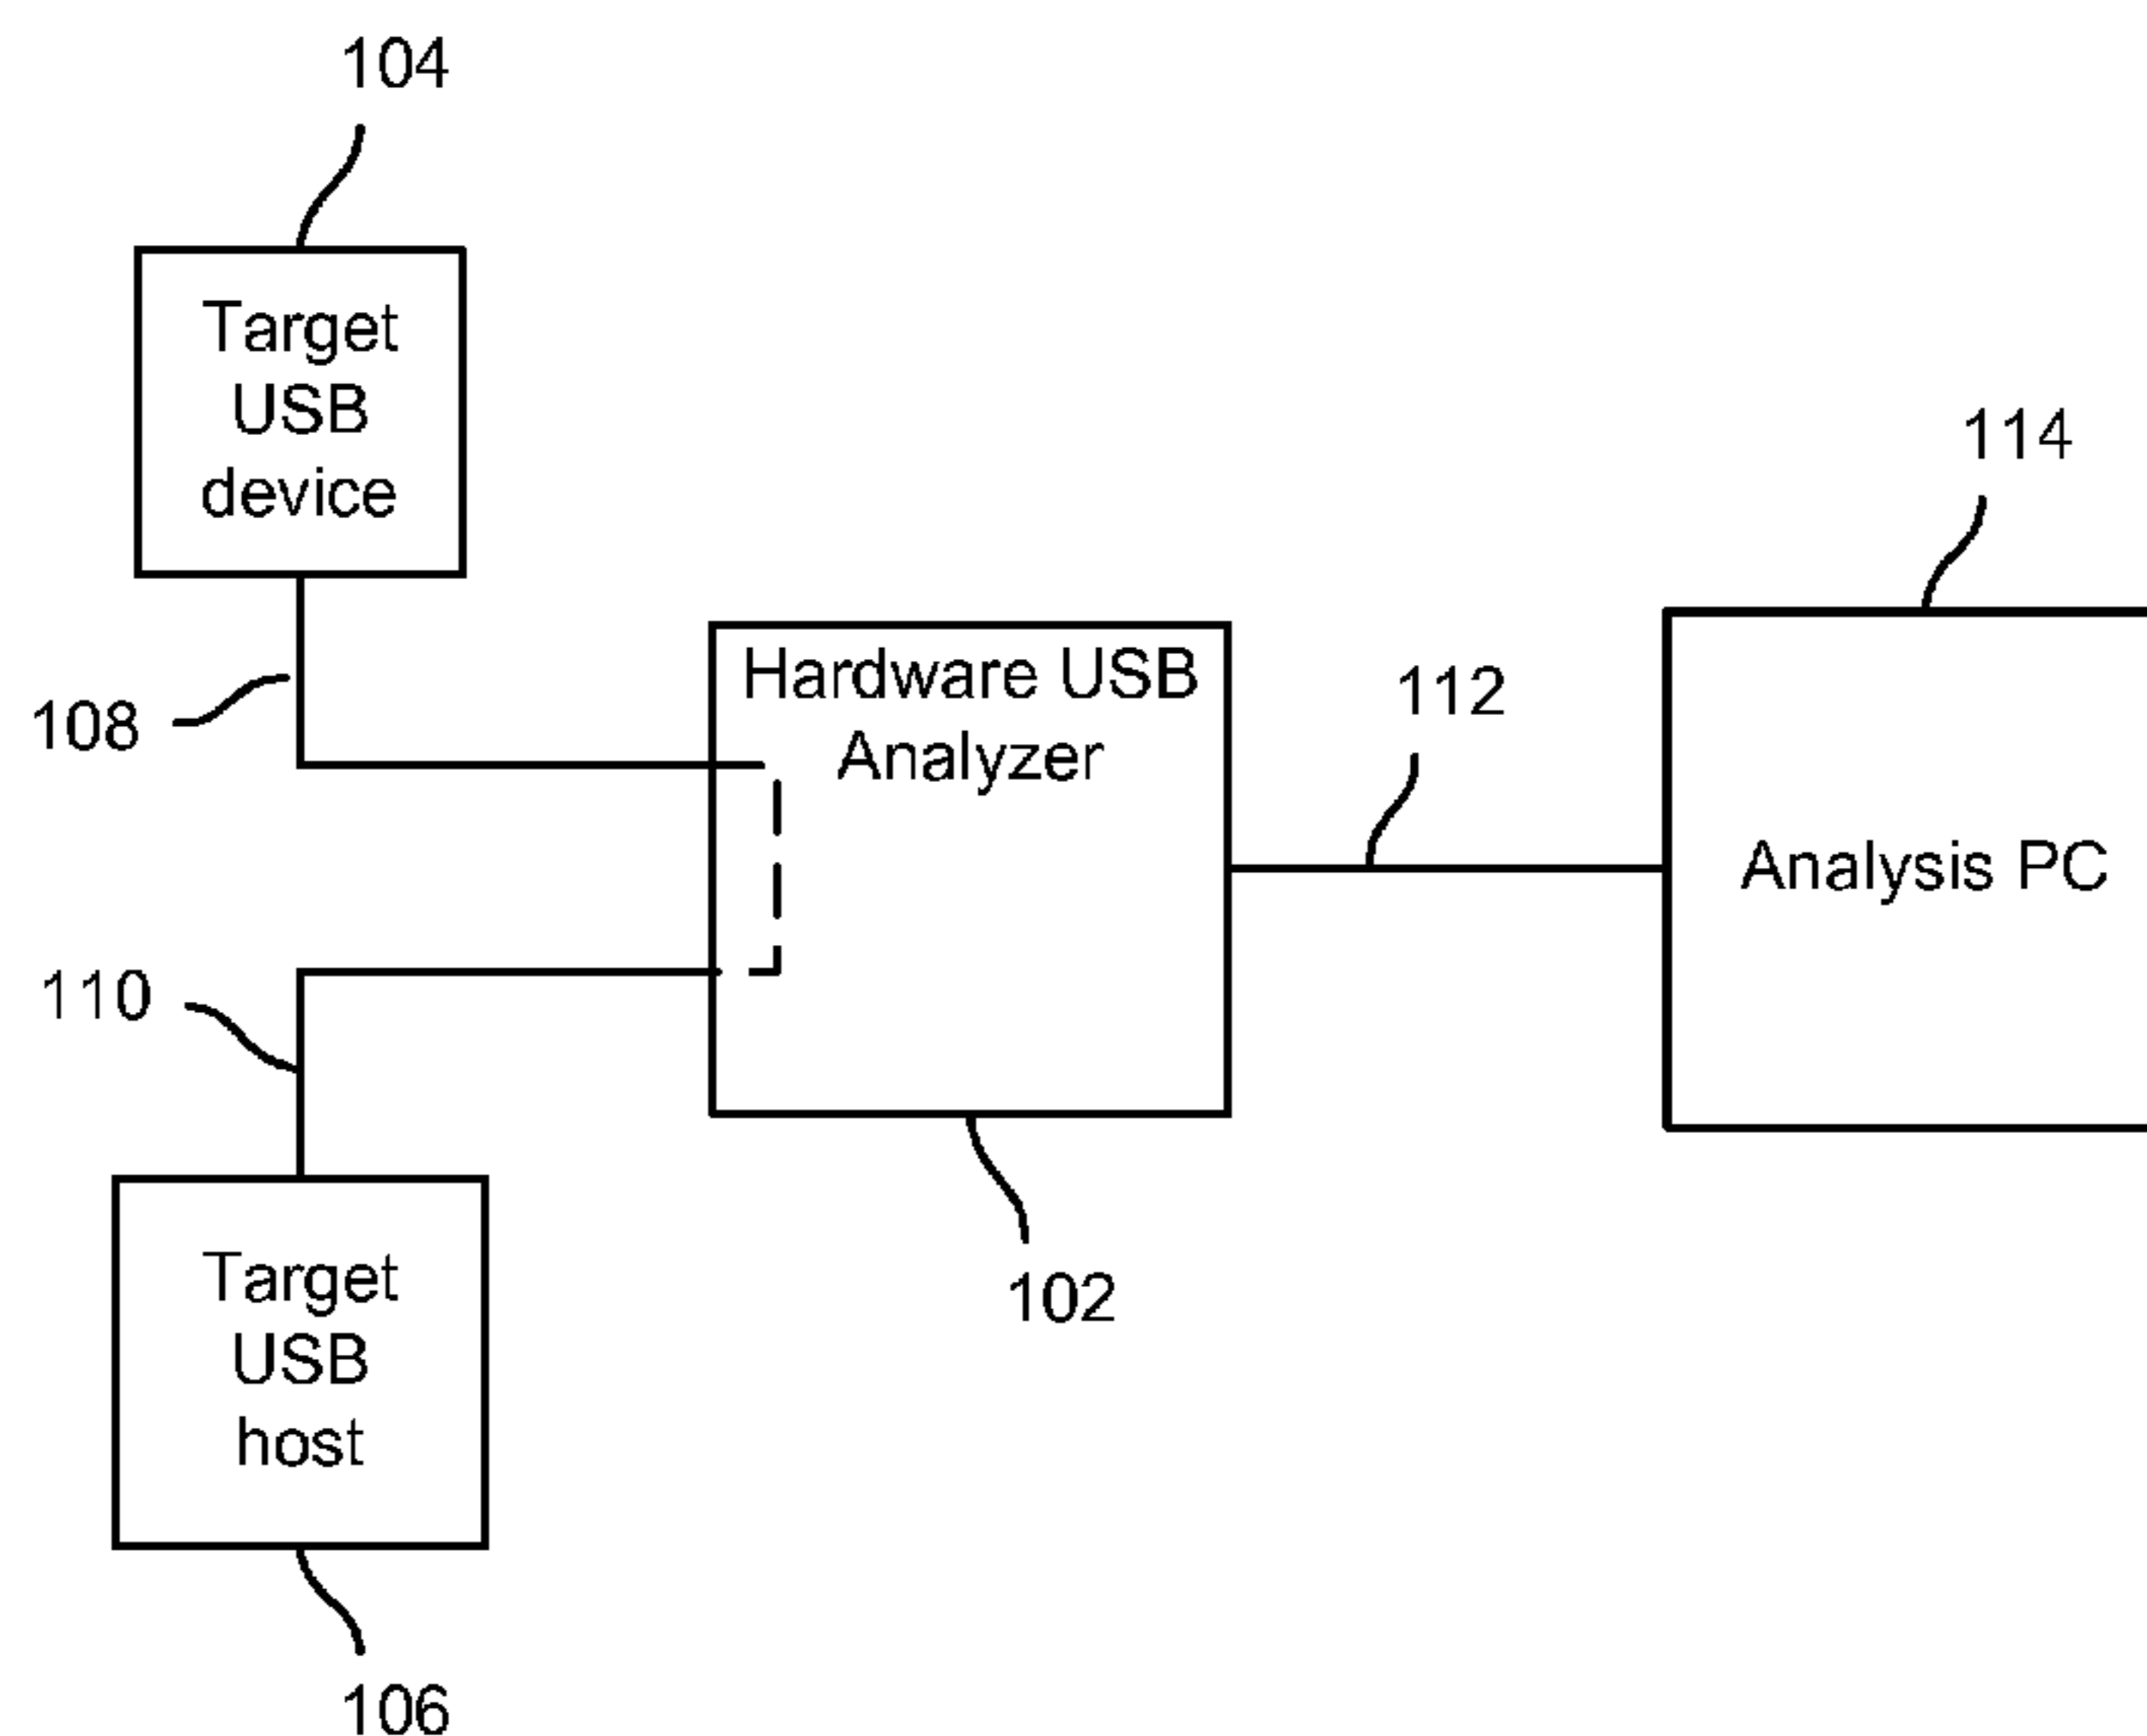 104
Target
USB
device
114
108
Hardware USB
Analyzer
112
Analysis PC
110
102
Target
USB
host
106